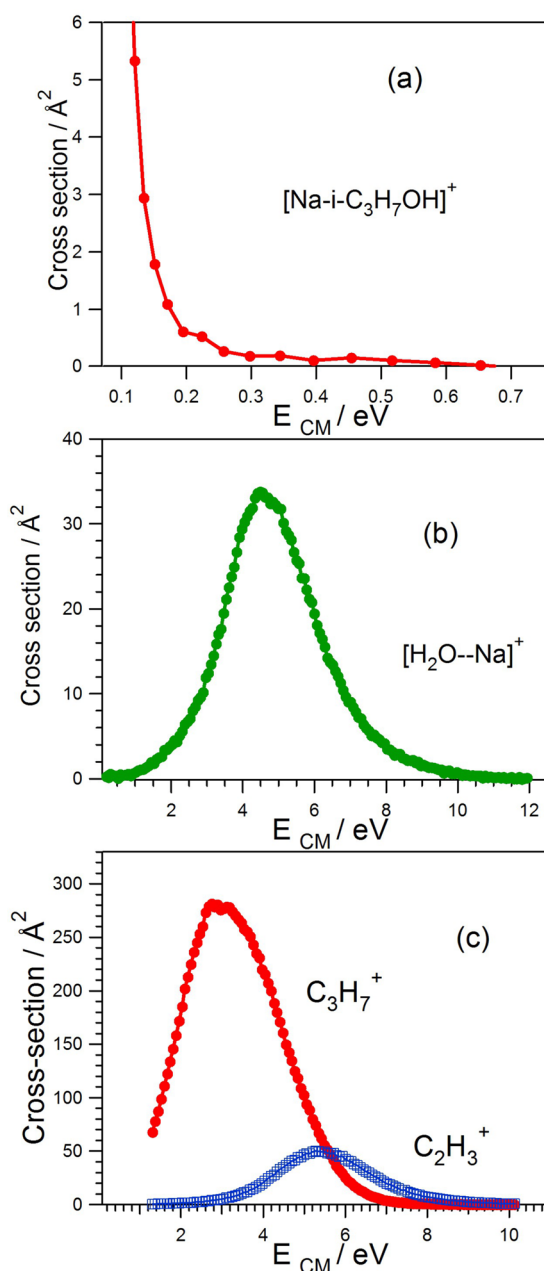 6
5
4
3
2
1
0
Cross section / Å²
(a)
[Na-i-C₃H₇OH]⁺
0.1 0.2 0.3 0.4 0.5 0.6 0.7
E CM / eV
40
30
20
10
0
Cross section / Å²
(b)
[H₂O--Na]⁺
2 4 6 8 10 12
E CM / eV
300
250
200
150
100
50
0
Cross-section / Å²
(c)
C₃H₇⁺
C₂H₃⁺
2 4 6 8 10
E CM / eV